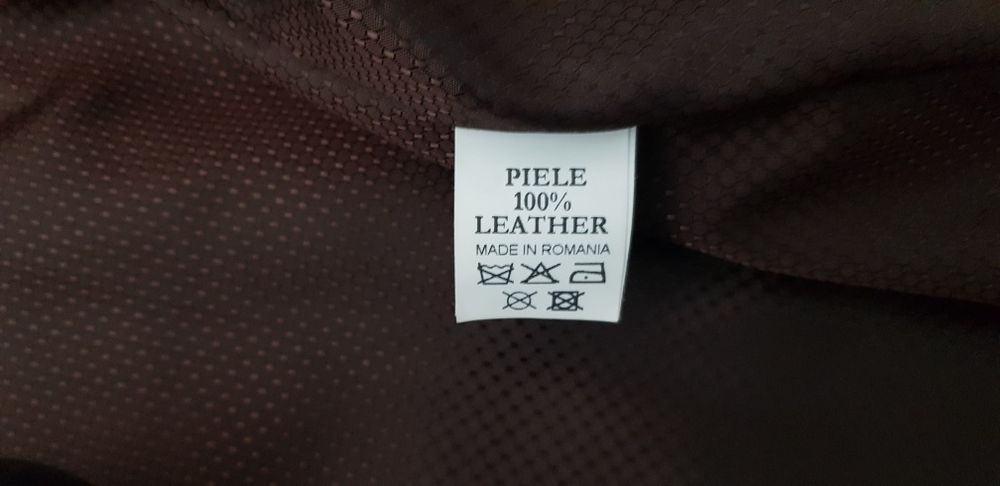 PIELE
100%
LEATHER
MADE IN ROMANIA